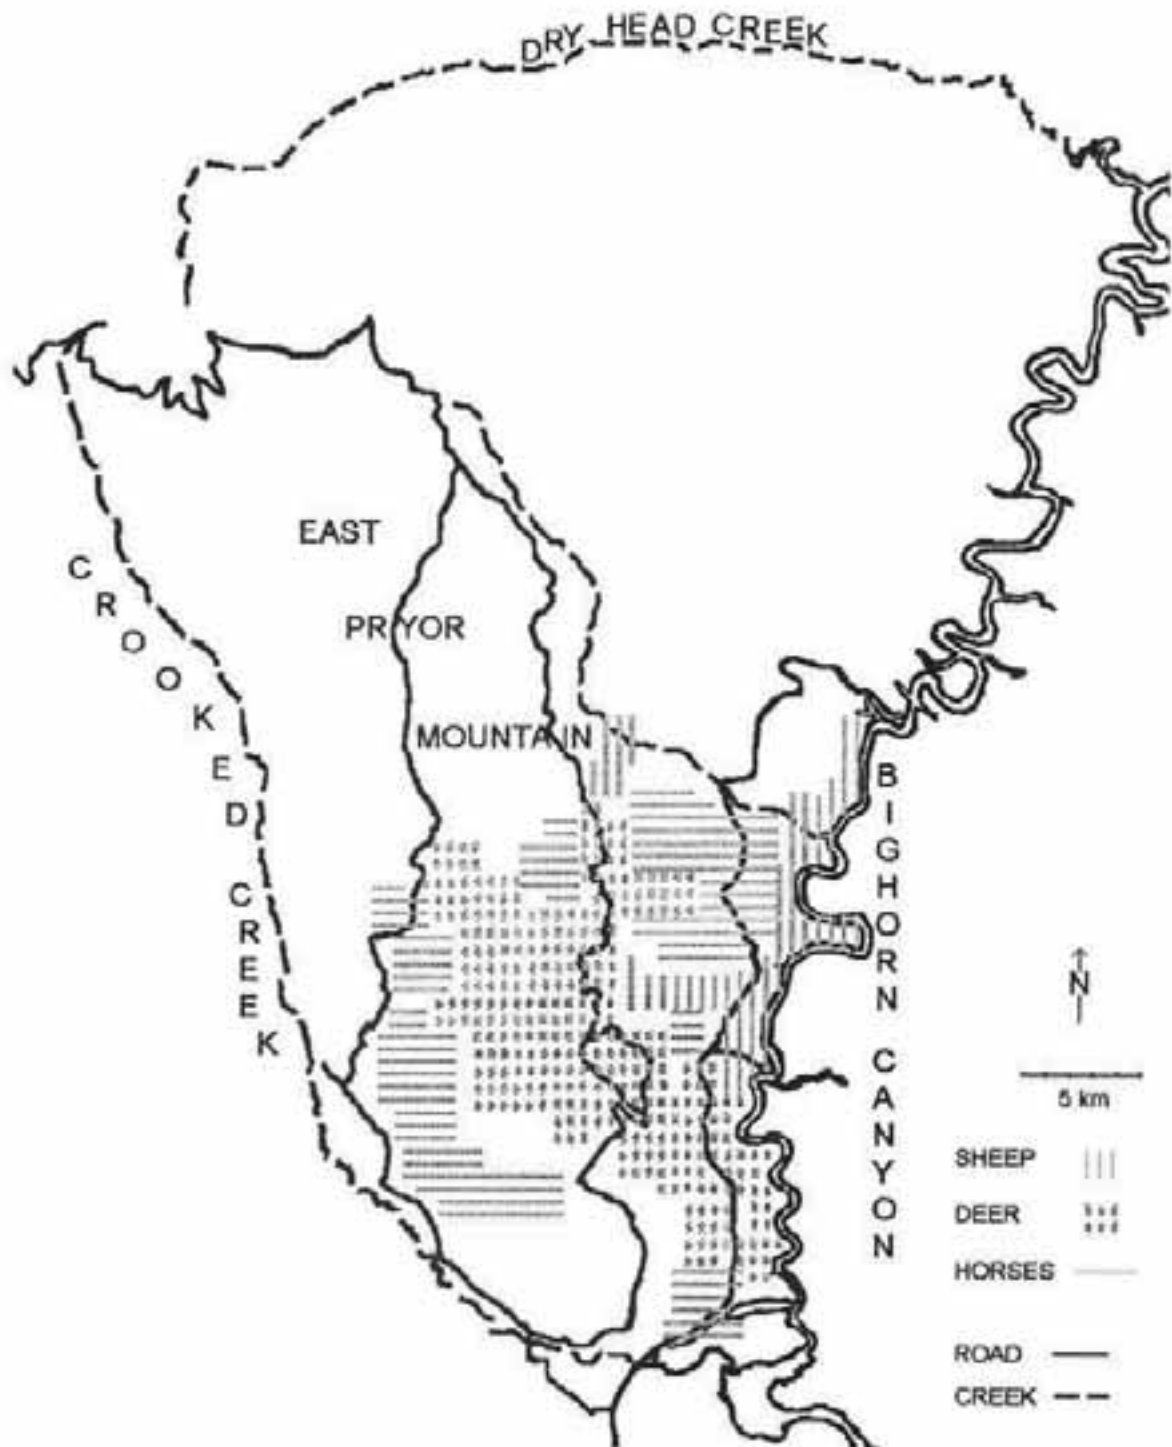 DRY HEAD CREEK
EAST
PRYOR
MOUNTAIN
CROOKED CREEK
BIGHORN CANYON
N
5 km
SHEEP
DEER
HORSES
ROAD
CREEK